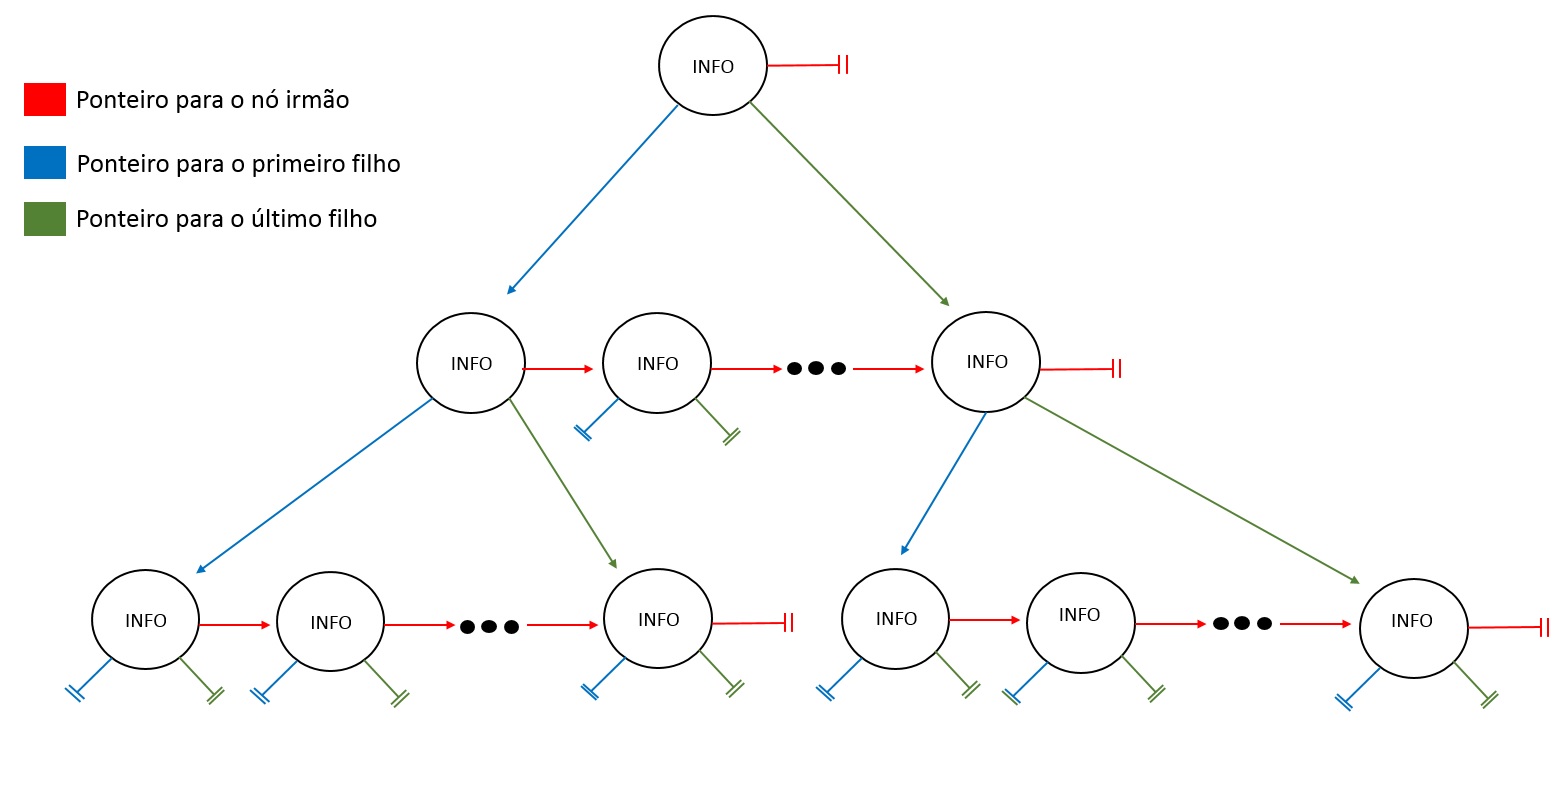 INFO
Ponteiro para o nó irmão
Ponteiro para o primeiro filho
Ponteiro para o último filho
INFO INFO INFO
INFO INFO INFO INFO INFO INFO